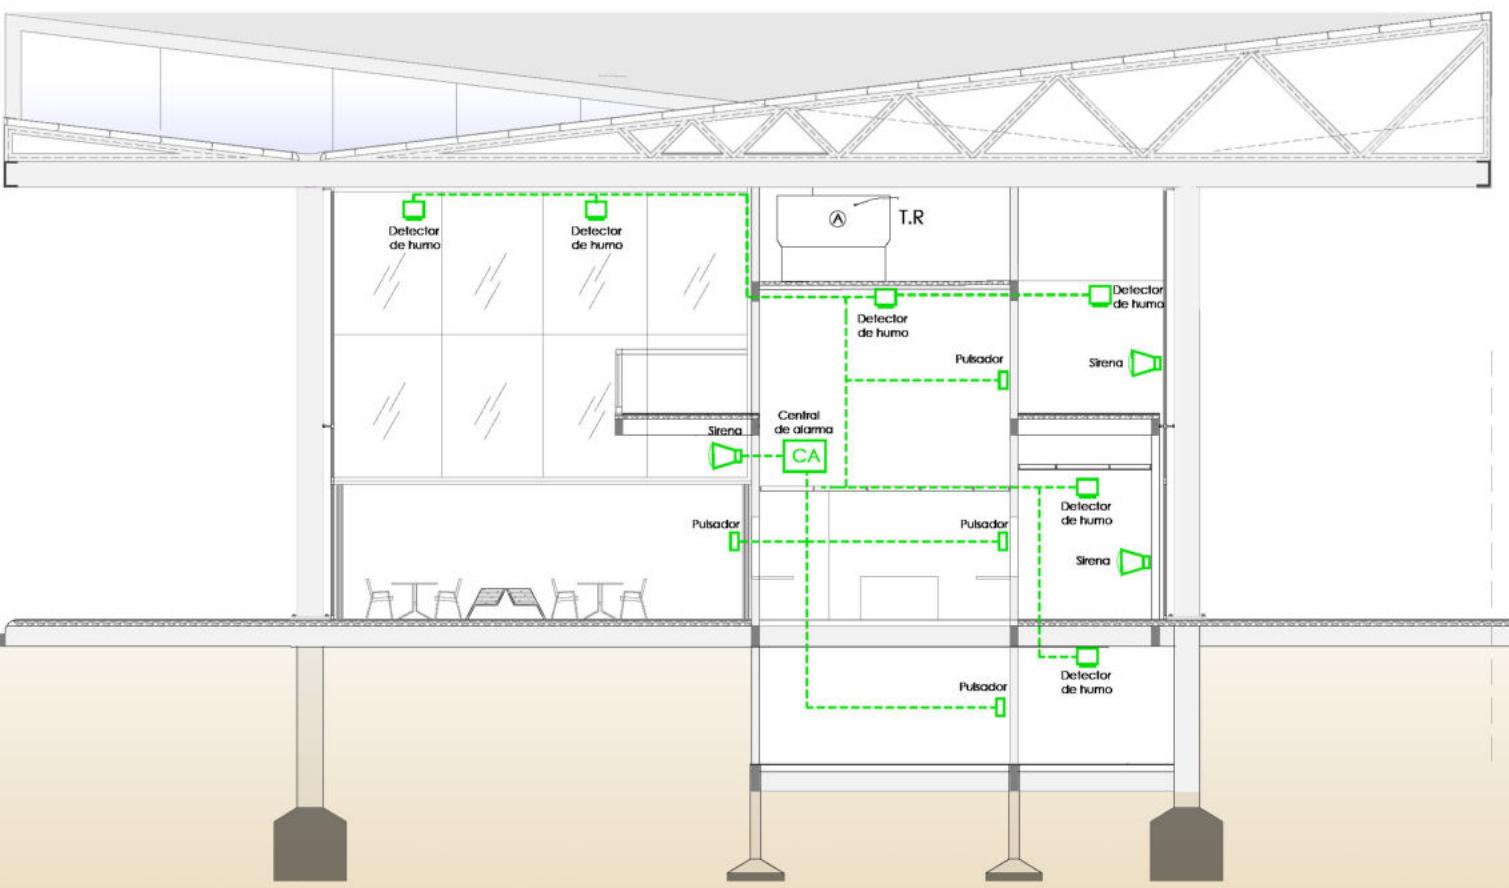 A
T.R
Detector
de humo
Detector
de humo
Detector
de humo
Detector
de humo
Pulsador
Sirena
Central
de alarma
CA
Sirena
Detector
de humo
Pulsador
Pulsador
Sirena
Detector
de humo
Pulsador